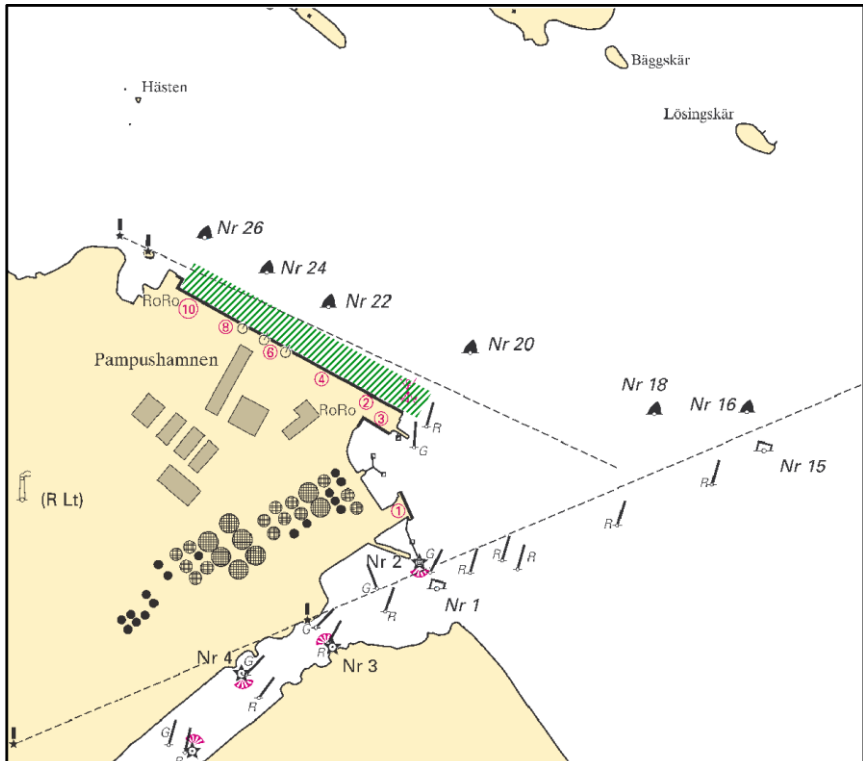 Bäggskär
Hästen
Lösingskär
Nr 26
Nr 24
RoRo
10
Nr 22
8
6
Nr 20
Pampushamnen
4
2
Nr 18
Nr 16
RoRo
3
R
G
Nr 15
R
(R Lt)
1
R
Nr 2
G
R
R
R
G
Nr 1
R
G
R
Nr 3
Nr 4
G
R
G
R